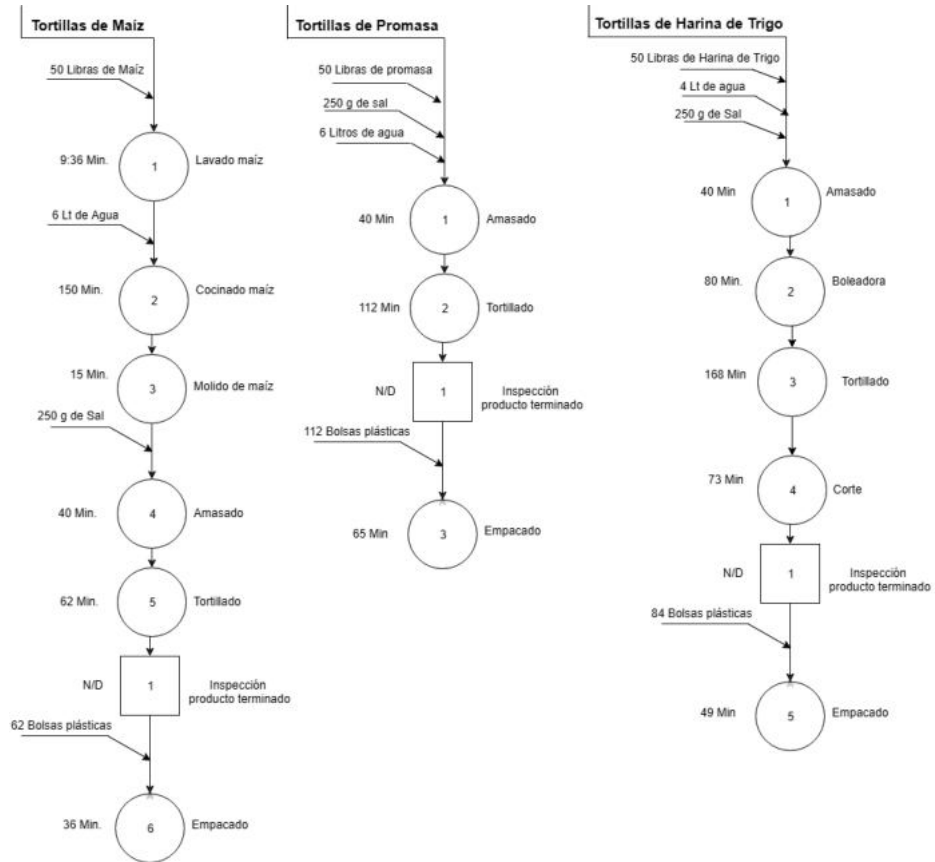 Tortillas de Maíz
50 Libras de Maíz
9:36 Min.
1
Lavado maíz
6 Lt de Agua
150 Min.
2
Cocinado maíz
15 Min.
3
Molido de maíz
250 g de Sal
40 Min.
4
Amasado
62 Min.
5
Tortillado
N/D
1
Inspección
producto terminado
62 Bolsas plásticas
36 Min.
6
Empacado
Tortillas de Promasa
50 Libras de promasa
250 g de sal
6 Litros de agua
40 Min
1
Amasado
112 Min
2
Tortillado
N/D
1
Inspección
producto terminado
112 Bolsas plásticas
65 Min
3
Empacado
Tortillas de Harina de Trigo
50 Libras de Harina de Trigo
4 Lt de agua
250 g de Sal
40 Min
1
Amasado
80 Min.
2
Boleadora
168 Min
3
Tortillado
73 Min
4
Corte
N/D
1
Inspección
producto terminado
84 Bolsas plásticas
49 Min
5
Empacado